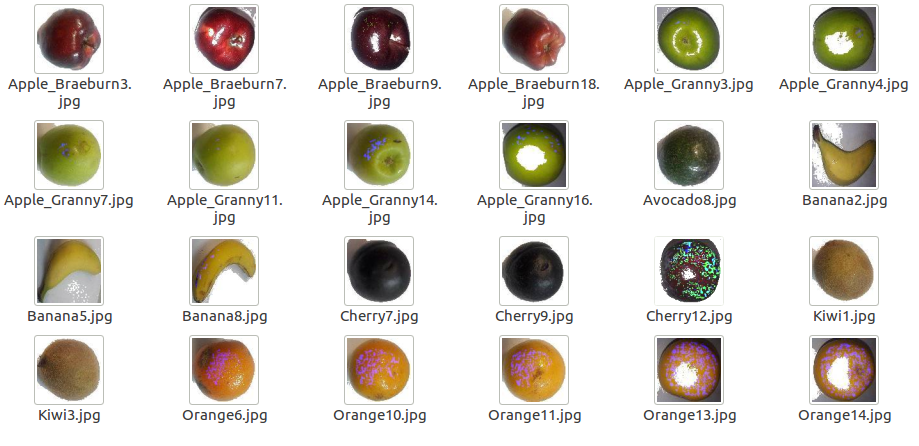 Apple_Braeburn3.
jpg
Apple_Braeburn7.
jpg
Apple_Braeburn9.
jpg
Apple_Braeburn18.
jpg
Apple_Granny3.jpg
Apple_Granny4.jpg
Apple_Granny7.jpg
Apple_Granny11.
jpg
Apple_Granny14.
jpg
Apple_Granny16.
jpg
Avocado8.jpg
Banana2.jpg
Banana5.jpg
Banana8.jpg
Cherry7.jpg
Cherry9.jpg
Cherry12.jpg
Kiwi1.jpg
Kiwi3.jpg
Orange6.jpg
Orange10.jpg
Orange11.jpg
Orange13.jpg
Orange14.jpg